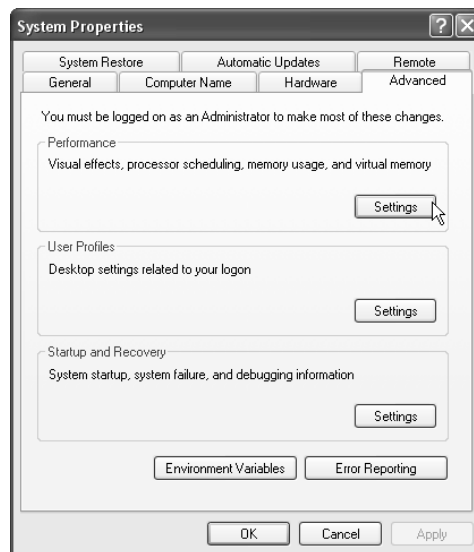 System Properties
System Restore Automatic Updates Remote
General Computer Name Hardware Advanced
You must be logged on as an Administrator to make most of these changes.
Performance
Visual effects, processor scheduling, memory usage, and virtual memory
Settings
User Profiles
Desktop settings related to your logon
Settings
Startup and Recovery
System startup, system failure, and debugging information
Settings
Environment Variables Error Reporting
OK Cancel Apply